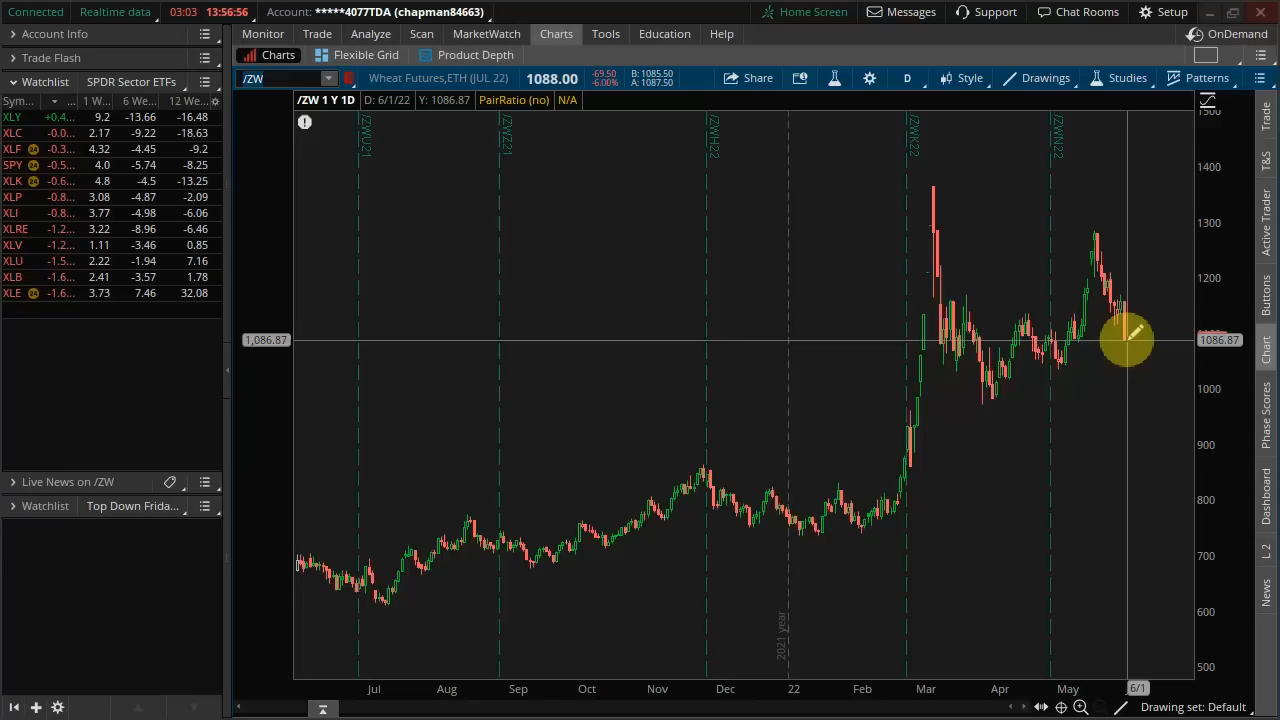 Connected Realtime data 03:03 13:56:56 Account: *****4077TDA (chapman84663) Home Screen Messages Support Chat Rooms Setup
Account Info
Monitor Trade Analyze Scan MarketWatch Charts Tools Education Help OnDemand
Trade Flash
Charts Flexible Grid Product Depth
Watchlist SPDR Sector ETFs
/ZW Wheat Futures,ETH (JUL 22) 1088.00 -69.50 -6.00% B: 1085.50 A: 1087.50 Share D Style Drawings Studies Patterns
Sym... ... 1 W... 6 We... 12 We...
/ZW 1 Y 1D D: 6/1/22 Y: 1086.87 PairRatio (no) N/A
XLY +0.4... 9.2 -13.66 -16.48
XLC -0.0... 2.17 -9.22 -18.63
XLF -0.3... 4.32 -4.45 -9.2
SPY -0.5... 4.0 -5.74 -8.25
XLK -0.6... 4.8 -4.5 -13.25
XLP -0.8... 3.08 -4.87 -2.09
XLI -0.8... 3.77 -4.98 -6.06
XLRE -1.2... 3.22 -8.96 -6.46
XLV -1.2... 1.11 -3.46 0.85
XLU -1.5... 2.22 -1.94 7.16
XLB -1.6... 2.41 -3.57 1.78
XLE -1.6... 3.73 7.46 32.08
/ZWU21
/ZWZ21
/ZWH22
/ZWK22
/ZWN22
2021 year
1500
1400
1300
1200
1,086.87
1086.87
1000
900
800
700
600
500
Jul Aug Sep Oct Nov Dec 22 Feb Mar Apr May 6/1
Live News on /ZW
Watchlist Top Down Frida...
Trade
T&S
Active Trader
Buttons
Chart
Phase Scores
Dashboard
L 2
News
Drawing set: Default